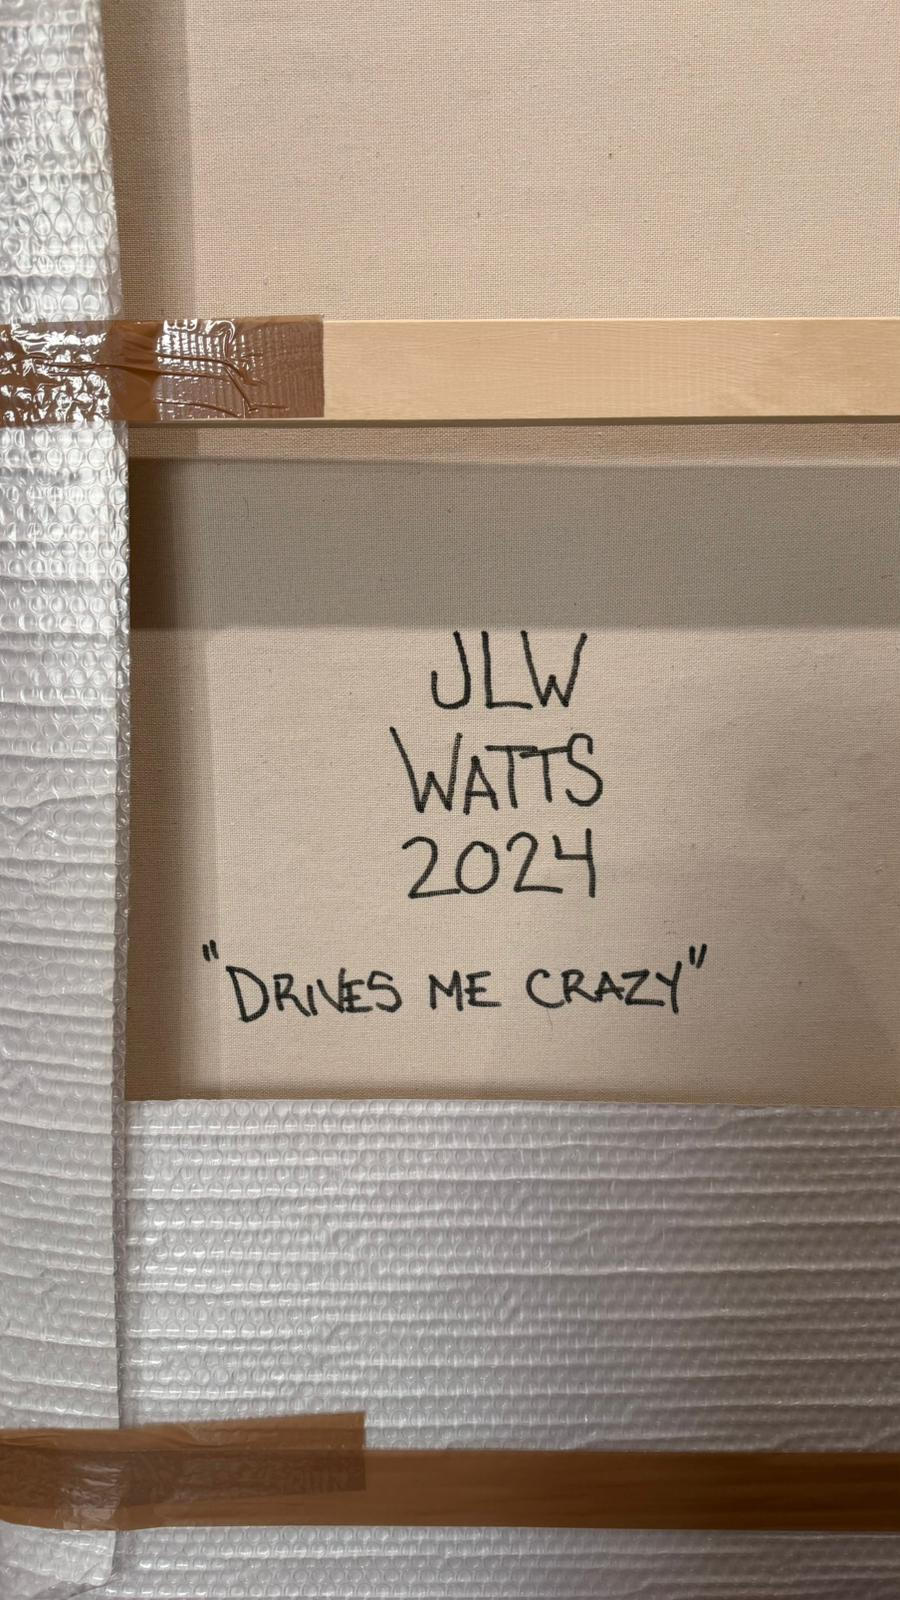 JLW
WATTS
2024
"DRIVES ME CRAZY"